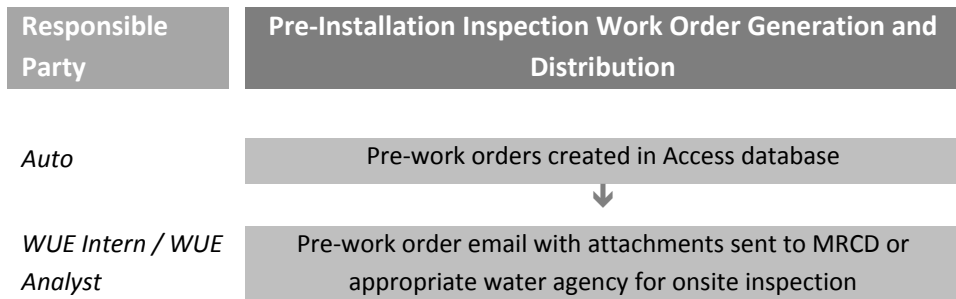 Responsible
Party
Pre-Installation Inspection Work Order Generation and
Distribution
Auto
Pre-work orders created in Access database
WUE Intern / WUE
Analyst
Pre-work order email with attachments sent to MRCD or
appropriate water agency for onsite inspection